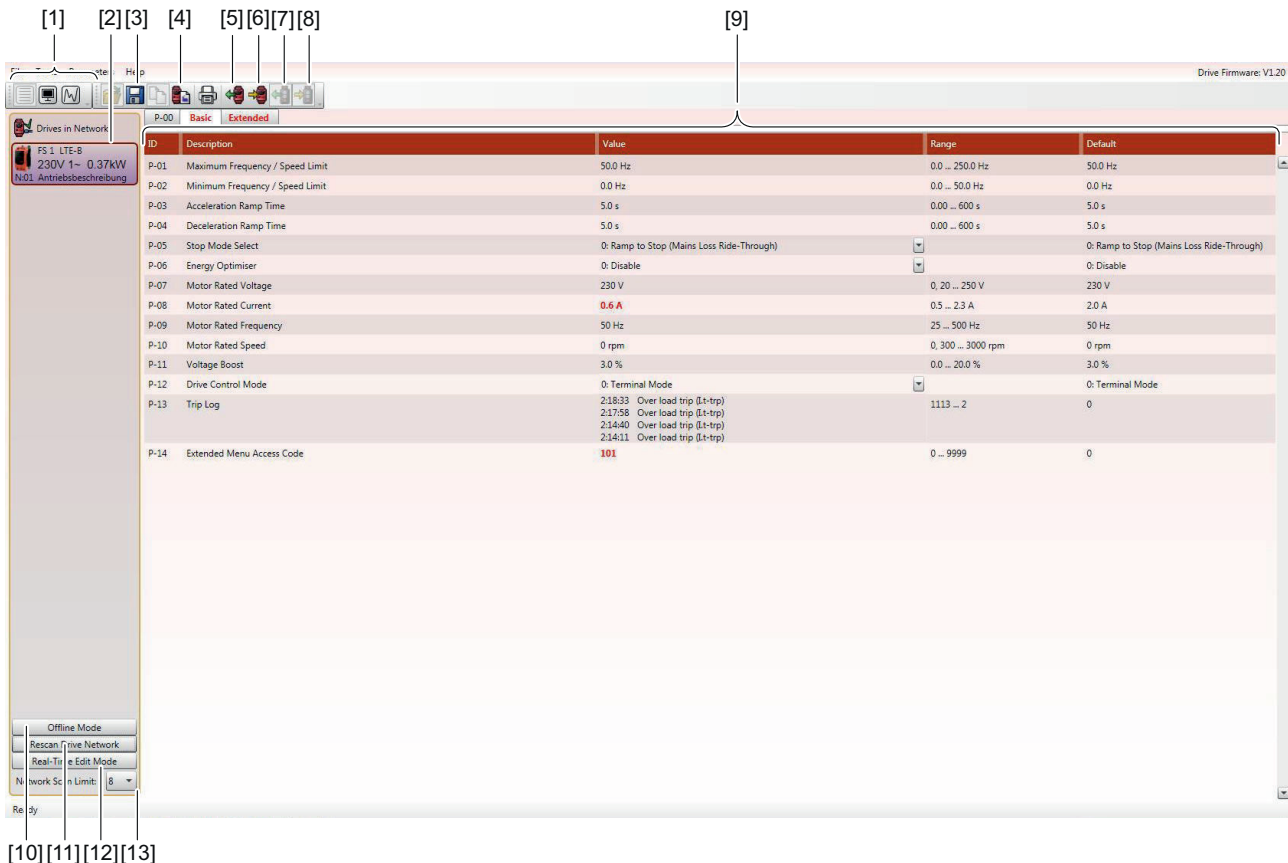 [1] [2] [3] [4] [5] [6] [7] [8] [9]
Help
Drive Firmware: V1.20
Drives in Network
FS 1 LTE-B
230V 1~ 0.37kW
N:01 Antriebsbeschreibung
P-00 Basic Extended
ID Description Value Range Default
P-01 Maximum Frequency / Speed Limit 50.0 Hz 0.0 ... 250.0 Hz 50.0 Hz
P-02 Minimum Frequency / Speed Limit 0.0 Hz 0.0 ... 50.0 Hz 0.0 Hz
P-03 Acceleration Ramp Time 5.0 s 0.00 ... 600 s 5.0 s
P-04 Deceleration Ramp Time 5.0 s 0.00 ... 600 s 5.0 s
P-05 Stop Mode Select 0: Ramp to Stop (Mains Loss Ride-Through) 0: Ramp to Stop (Mains Loss Ride-Through)
P-06 Energy Optimiser 0: Disable 0: Disable
P-07 Motor Rated Voltage 230 V 0, 20 ... 250 V 230 V
P-08 Motor Rated Current 0.6 A 0.5 ... 2.3 A 2.0 A
P-09 Motor Rated Frequency 50 Hz 25 ... 500 Hz 50 Hz
P-10 Motor Rated Speed 0 rpm 0, 300 ... 3000 rpm 0 rpm
P-11 Voltage Boost 3.0 % 0.0 ... 20.0 % 3.0 %
P-12 Drive Control Mode 0: Terminal Mode 0: Terminal Mode
P-13 Trip Log 2:18:33 Over load trip (I.t-trp) 1113 ... 2 0
2:17:58 Over load trip (I.t-trp)
2:14:40 Over load trip (I.t-trp)
2:14:11 Over load trip (I.t-trp)
P-14 Extended Menu Access Code 101 0 ... 9999 0
Offline Mode
Rescan Drive Network
Real-Time Edit Mode
Network Scan Limit: 8
Ready
[10] [11] [12] [13]